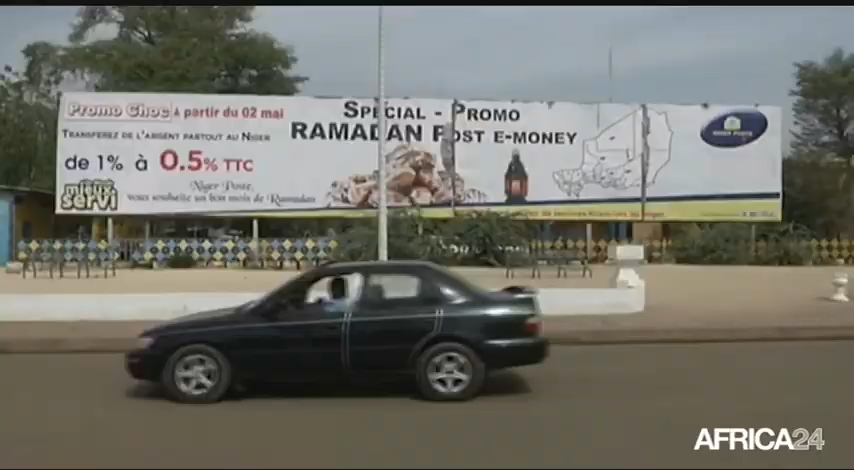 Promo Choc à partir du 02 mai
TRANSFEREZ DE L'ARGENT PARTOUT AU NIGER
de 1% à 0.5% TTC
mieux servi
Niger Poste,
vous souhaite un bon mois de Ramadan
SPECIAL - PROMO
RAMADAN POST E-MONEY
NIGER POSTE
AFRICA24